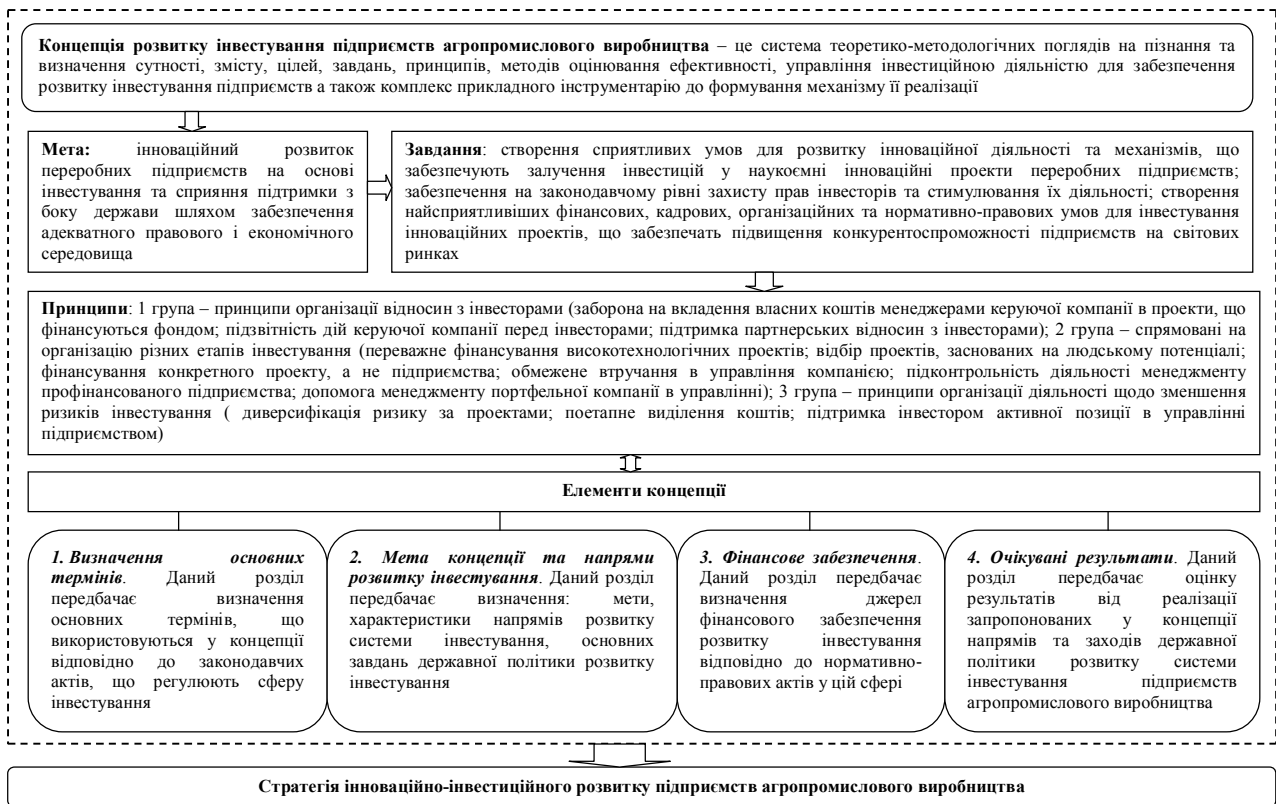 Концепція розвитку інвестування підприємств агропромислового виробництва – це система теоретико-методологічних поглядів на пізнання та
визначення сутності, змісту, цілей, завдань, принципів, методів оцінювання ефективності, управління інвестиційною діяльністю для забезпечення
розвитку інвестування підприємств а також комплекс прикладного інструментарію до формування механізму її реалізації
Мета: інноваційний розвиток
переробних підприємств на основі
інвестування та сприяння підтримки з
боку держави шляхом забезпечення
адекватного правового і економічного
середовища
Завдання: створення сприятливих умов для розвитку інноваційної діяльності та механізмів, що
забезпечують залучення інвестицій у наукоємні інноваційні проекти переробних підприємств;
забезпечення на законодавчому рівні захисту прав інвесторів та стимулювання їх діяльності; створення
найсприятливіших фінансових, кадрових, організаційних та нормативно-правових умов для інвестування
інноваційних проектів, що забезпечать підвищення конкурентоспроможності підприємств на світових
ринках
Принципи: 1 група – принципи організації відносин з інвесторами (заборона на вкладення власних коштів менеджерами керуючої компанії в проекти, що
фінансуються фондом; підзвітність дій керуючої компанії перед інвесторами; підтримка партнерських відносин з інвесторами); 2 група – спрямовані на
організацію різних етапів інвестування (переважне фінансування високотехнологічних проектів; відбір проектів, заснованих на людському потенціалі;
фінансування конкретного проекту, а не підприємства; обмежене втручання в управління компанією; підконтрольність діяльності менеджменту
профінансованого підприємства; допомога менеджменту портфельної компанії в управлінні); 3 група – принципи організації діяльності щодо зменшення
ризиків інвестування ( диверсифікація ризику за проектами; поетапне виділення коштів; підтримка інвестором активної позиції в управлінні
підприємством)
Елементи концепції
1. Визначення основних
термінів. Даний розділ
передбачає визначення
основних термінів, що
використовуються у концепції
відповідно до законодавчих
актів, що регулюють сферу
інвестування
2. Мета концепції та напрями
розвитку інвестування. Даний розділ
передбачає визначення: мети,
характеристики напрямів розвитку
системи інвестування, основних
завдань державної політики розвитку
інвестування
3. Фінансове забезпечення.
Даний розділ передбачає
визначення джерел
фінансового забезпечення
розвитку інвестування
відповідно до нормативно-
правових актів у цій сфері
4. Очікувані результати. Даний
розділ передбачає оцінку
результатів від реалізації
запропонованих у концепції
напрямів та заходів державної
політики розвитку системи
інвестування підприємств
агропромислового виробництва
Стратегія інноваційно-інвестиційного розвитку підприємств агропромислового виробництва